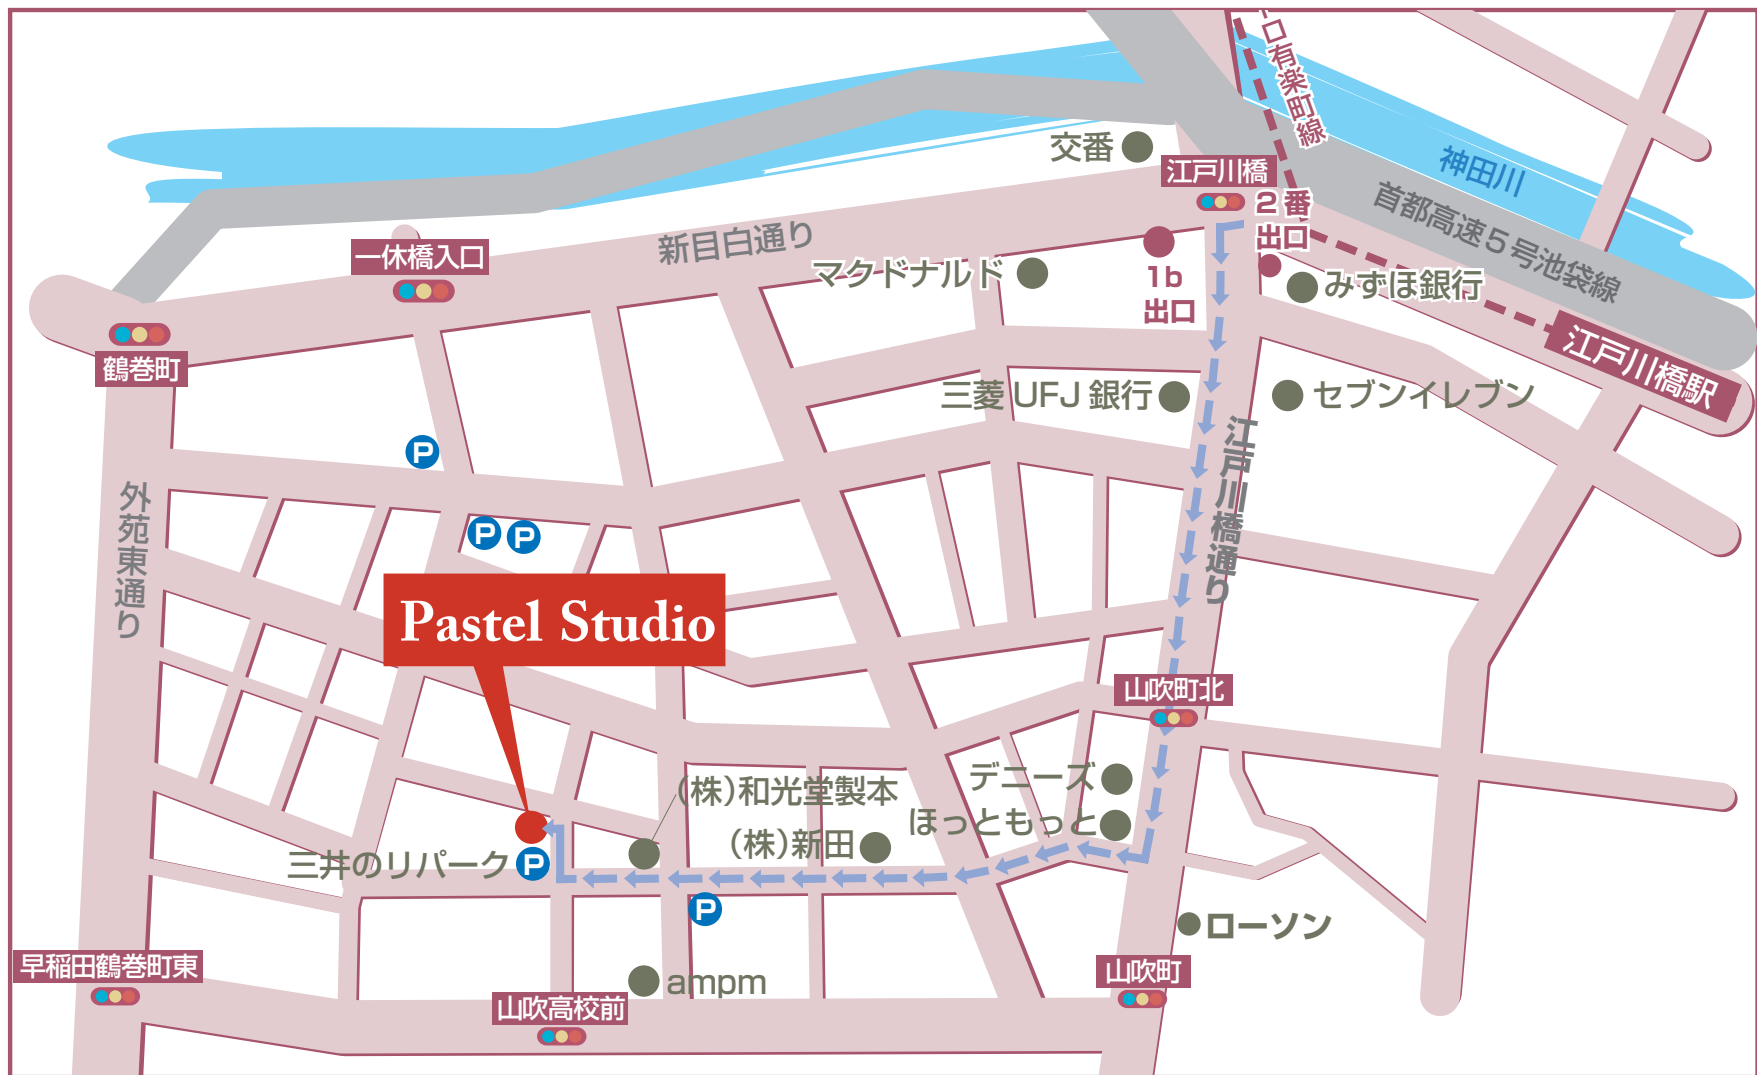 ロ有楽町線
神田川
首都高速5号池袋線
交番
江戸川橋
2番
出口
新目白通り
一休橋入口
マクドナルド
1b
出口
みずほ銀行
江戸川橋駅
鶴巻町
三菱UFJ銀行
セブンイレブン
江戸川橋通り
P
外苑東通り
P
P
Pastel Studio
山吹町北
(株)和光堂製本
デニーズ
ほっともっと
(株)新田
三井のリパーク
P
P
ローソン
早稲田鶴巻町東
ampm
山吹町
山吹高校前